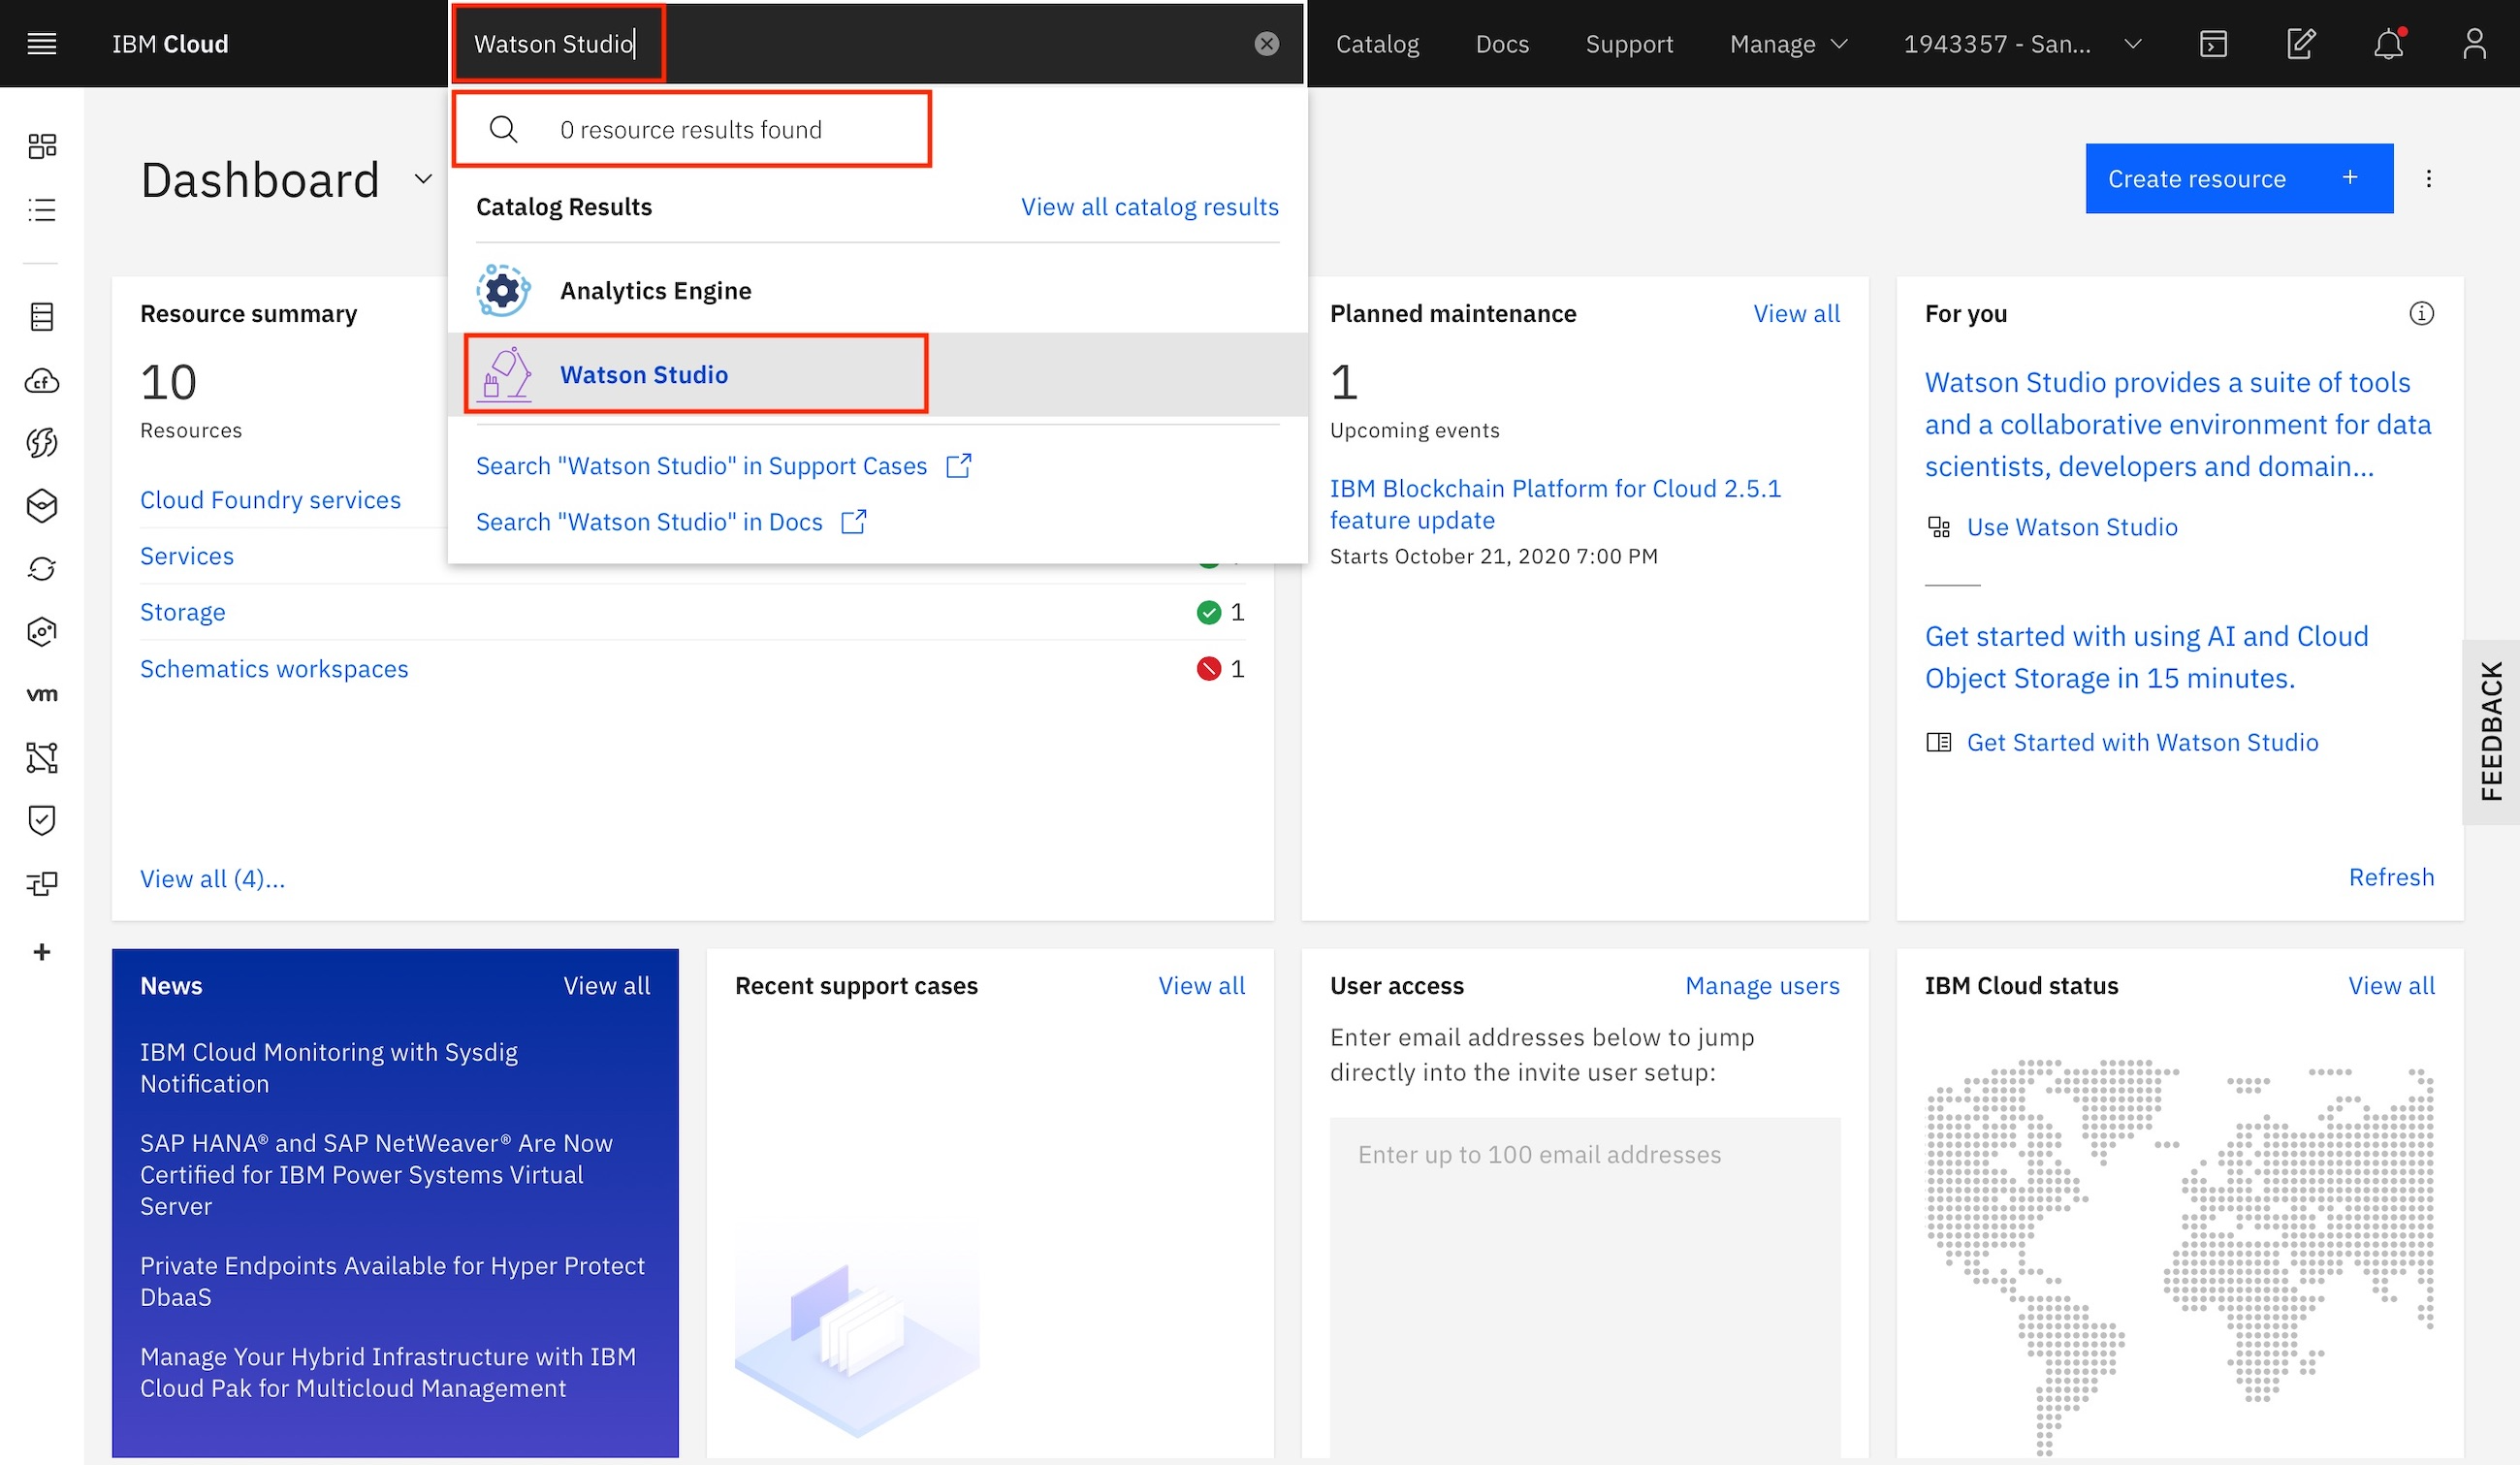 IBM Cloud
Watson Studio
Catalog
Docs
Support
Manage
1943357 - San...
0 resource results found
Catalog Results
View all catalog results
Analytics Engine
Watson Studio
Search "Watson Studio" in Support Cases
Search "Watson Studio" in Docs
Dashboard
Create resource +
Resource summary
10
Resources
Cloud Foundry services
Services
Storage
1
Schematics workspaces
1
View all (4)...
Planned maintenance
View all
1
Upcoming events
IBM Blockchain Platform for Cloud 2.5.1
feature update
Starts October 21, 2020 7:00 PM
For you
Watson Studio provides a suite of tools
and a collaborative environment for data
scientists, developers and domain...
Use Watson Studio
Get started with using AI and Cloud
Object Storage in 15 minutes.
Get Started with Watson Studio
Refresh
FEEDBACK
cf
vm
News
View all
IBM Cloud Monitoring with Sysdig
Notification
SAP HANA® and SAP NetWeaver® Are Now
Certified for IBM Power Systems Virtual
Server
Private Endpoints Available for Hyper Protect
DbaaS
Manage Your Hybrid Infrastructure with IBM
Cloud Pak for Multicloud Management
Recent support cases
View all
User access
Manage users
Enter email addresses below to jump
directly into the invite user setup:
Enter up to 100 email addresses
IBM Cloud status
View all